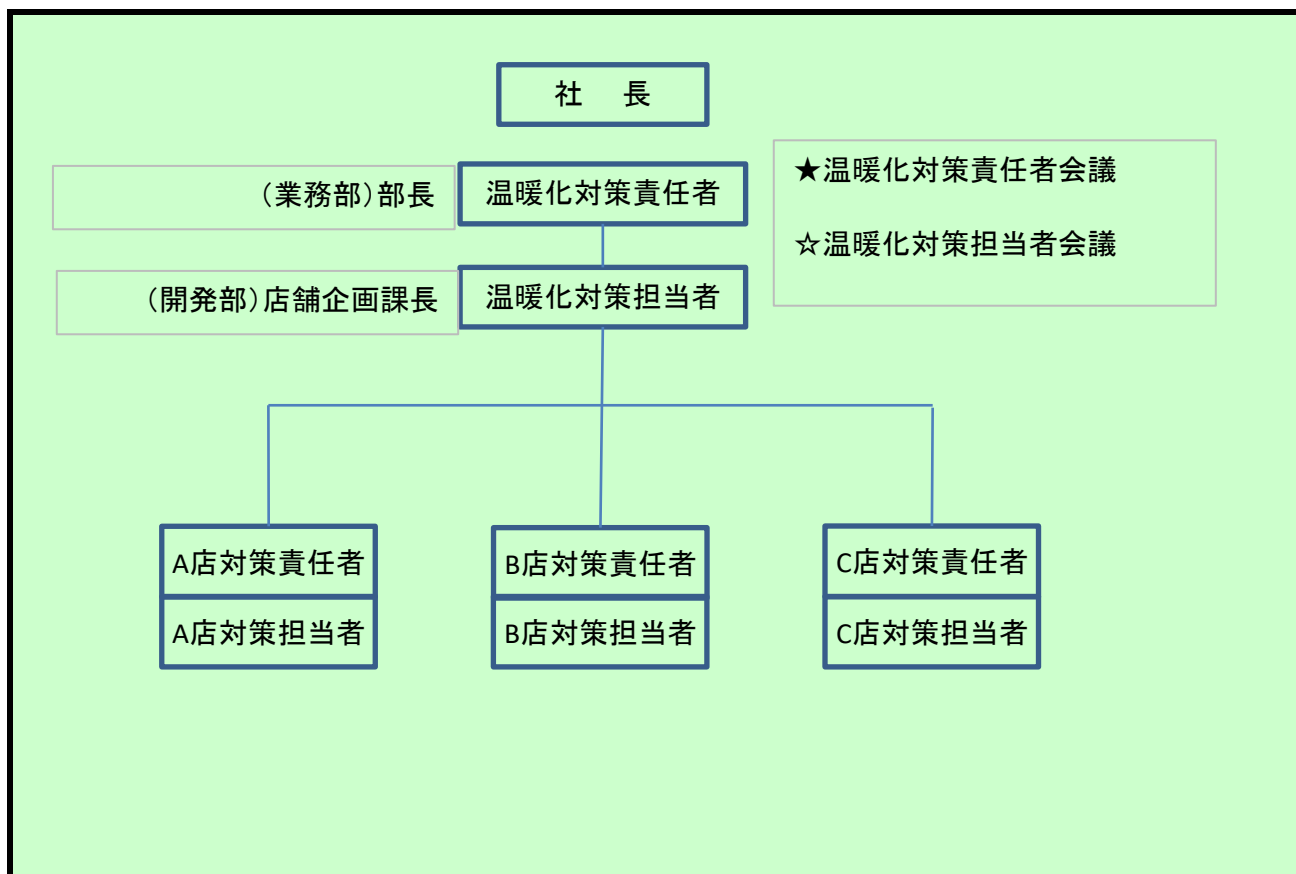 社　長
(業務部)部長
温暖化対策責任者
★温暖化対策責任者会議
☆温暖化対策担当者会議
(開発部)店舗企画課長
温暖化対策担当者
A店対策責任者
A店対策担当者
B店対策責任者
B店対策担当者
C店対策責任者
C店対策担当者